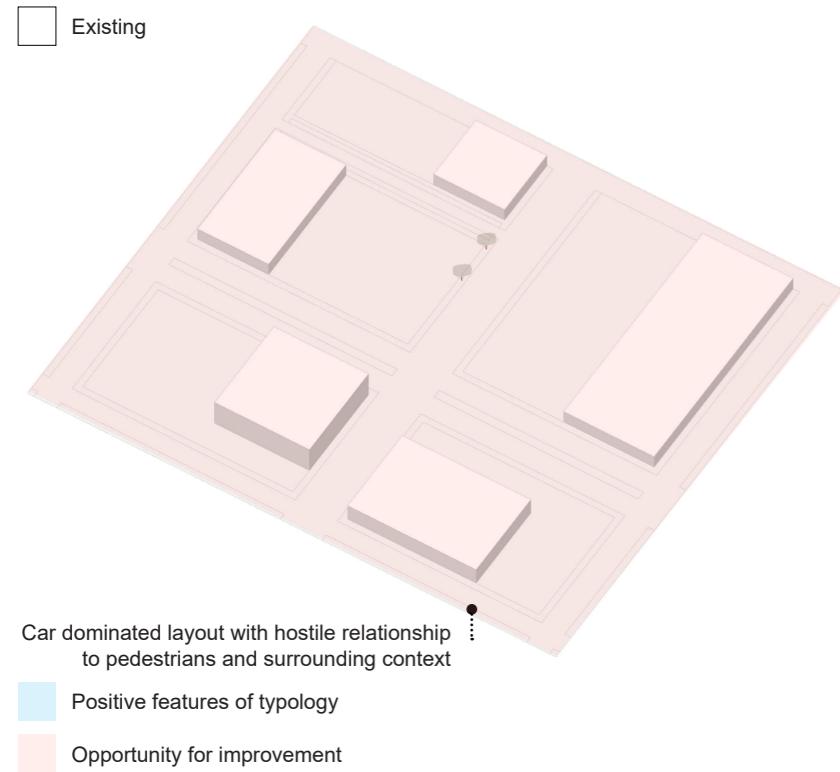 Existing
Car dominated layout with hostile relationship
to pedestrians and surrounding context
Positive features of typology
Opportunity for improvement